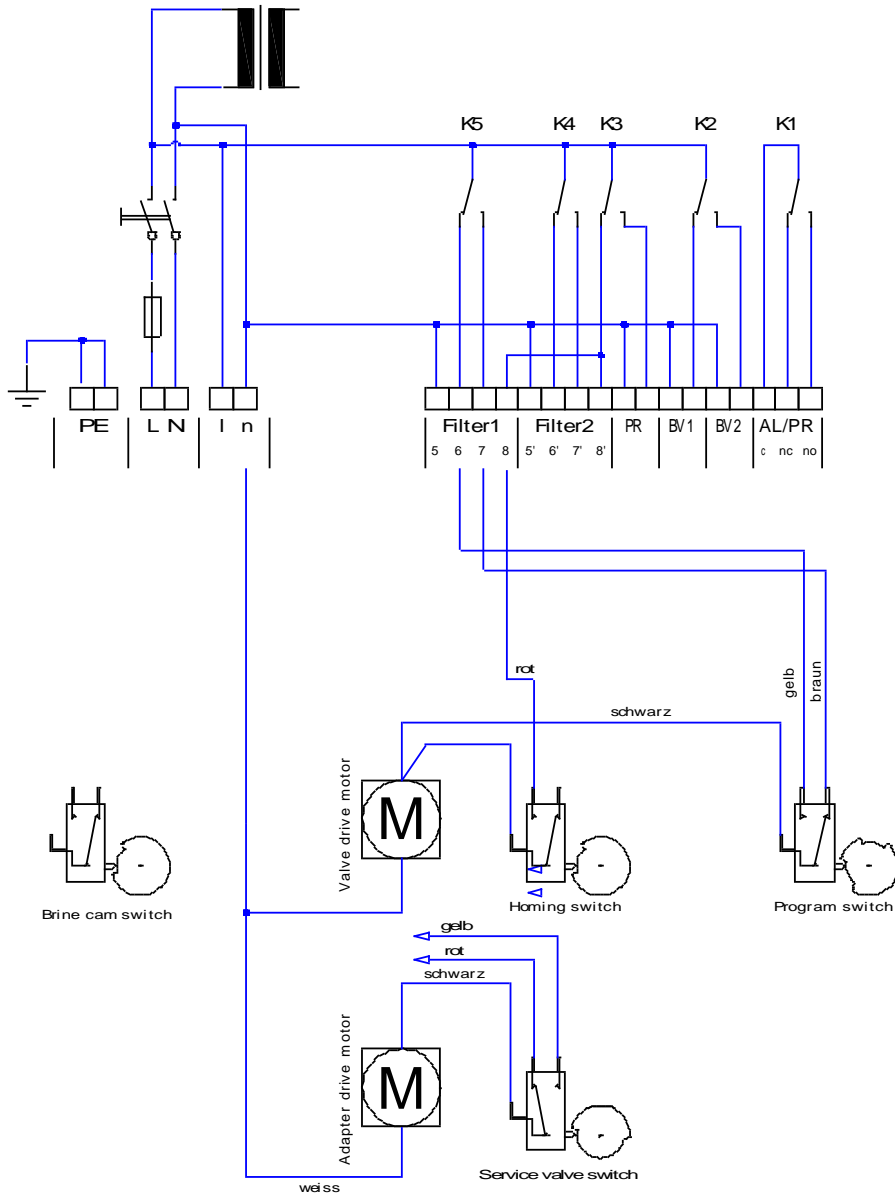 K5 K4 K3 K2 K1
PE L N l n Filter1 Filter2 PR BV1 BV2 AL/PR
5 6 7 8 5' 6' 7' 8' c nc no
rot
gelb
braun
schwarz
Valve drive motor
M
Brine cam switch
Homing switch
Program switch
gelb
rot
schwarz
Adapter drive motor
M
Service valve switch
weiss